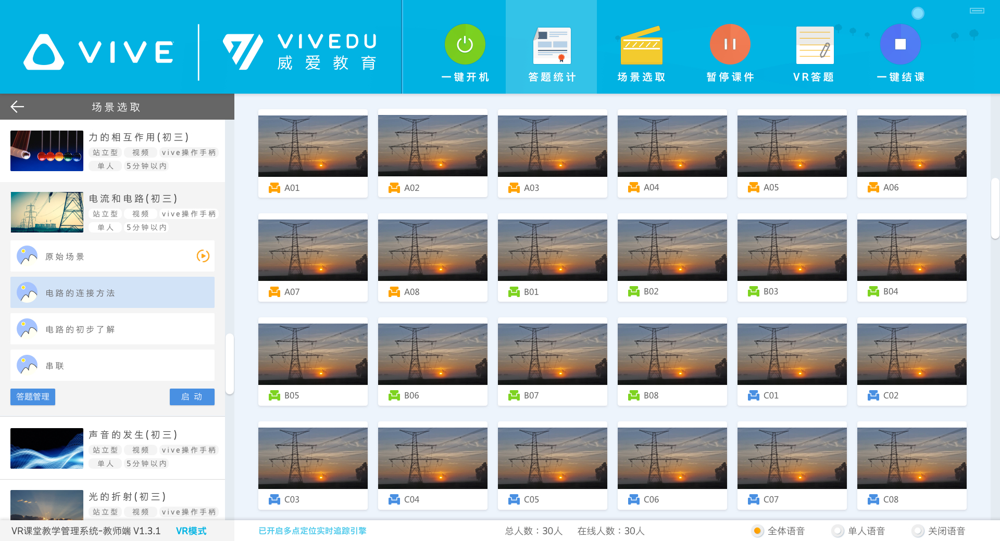 VIVE
VIVEDU
威爱教育
一键开机
答题统计
场景选取
暂停课件
VR答题
一键结课
场景选取
力的相互作用(初三)
站立型 视频 vive操作手柄
单人 5分钟以内
电流和电路(初三)
站立型 视频 vive操作手柄
单人 5分钟以内
原始场景
电路的连接方法
电路的初步了解
串联
答题管理 启动
声音的发生(初三)
站立型 视频 vive操作手柄
单人 5分钟以内
光的折射(初三)
站立型 视频 vive操作手柄
A01 A02 A03 A04 A05 A06
A07 A08 B01 B02 B03 B04
B05 B06 B07 B08 C01 C02
C03 C04 C05 C06 C07 C08
VR课堂教学管理系统-教师端 V1.3.1 VR模式
已开启多点定位实时追踪引擎
总人数：30人 在线人数：30人
全体语音 单人语音 关闭语音